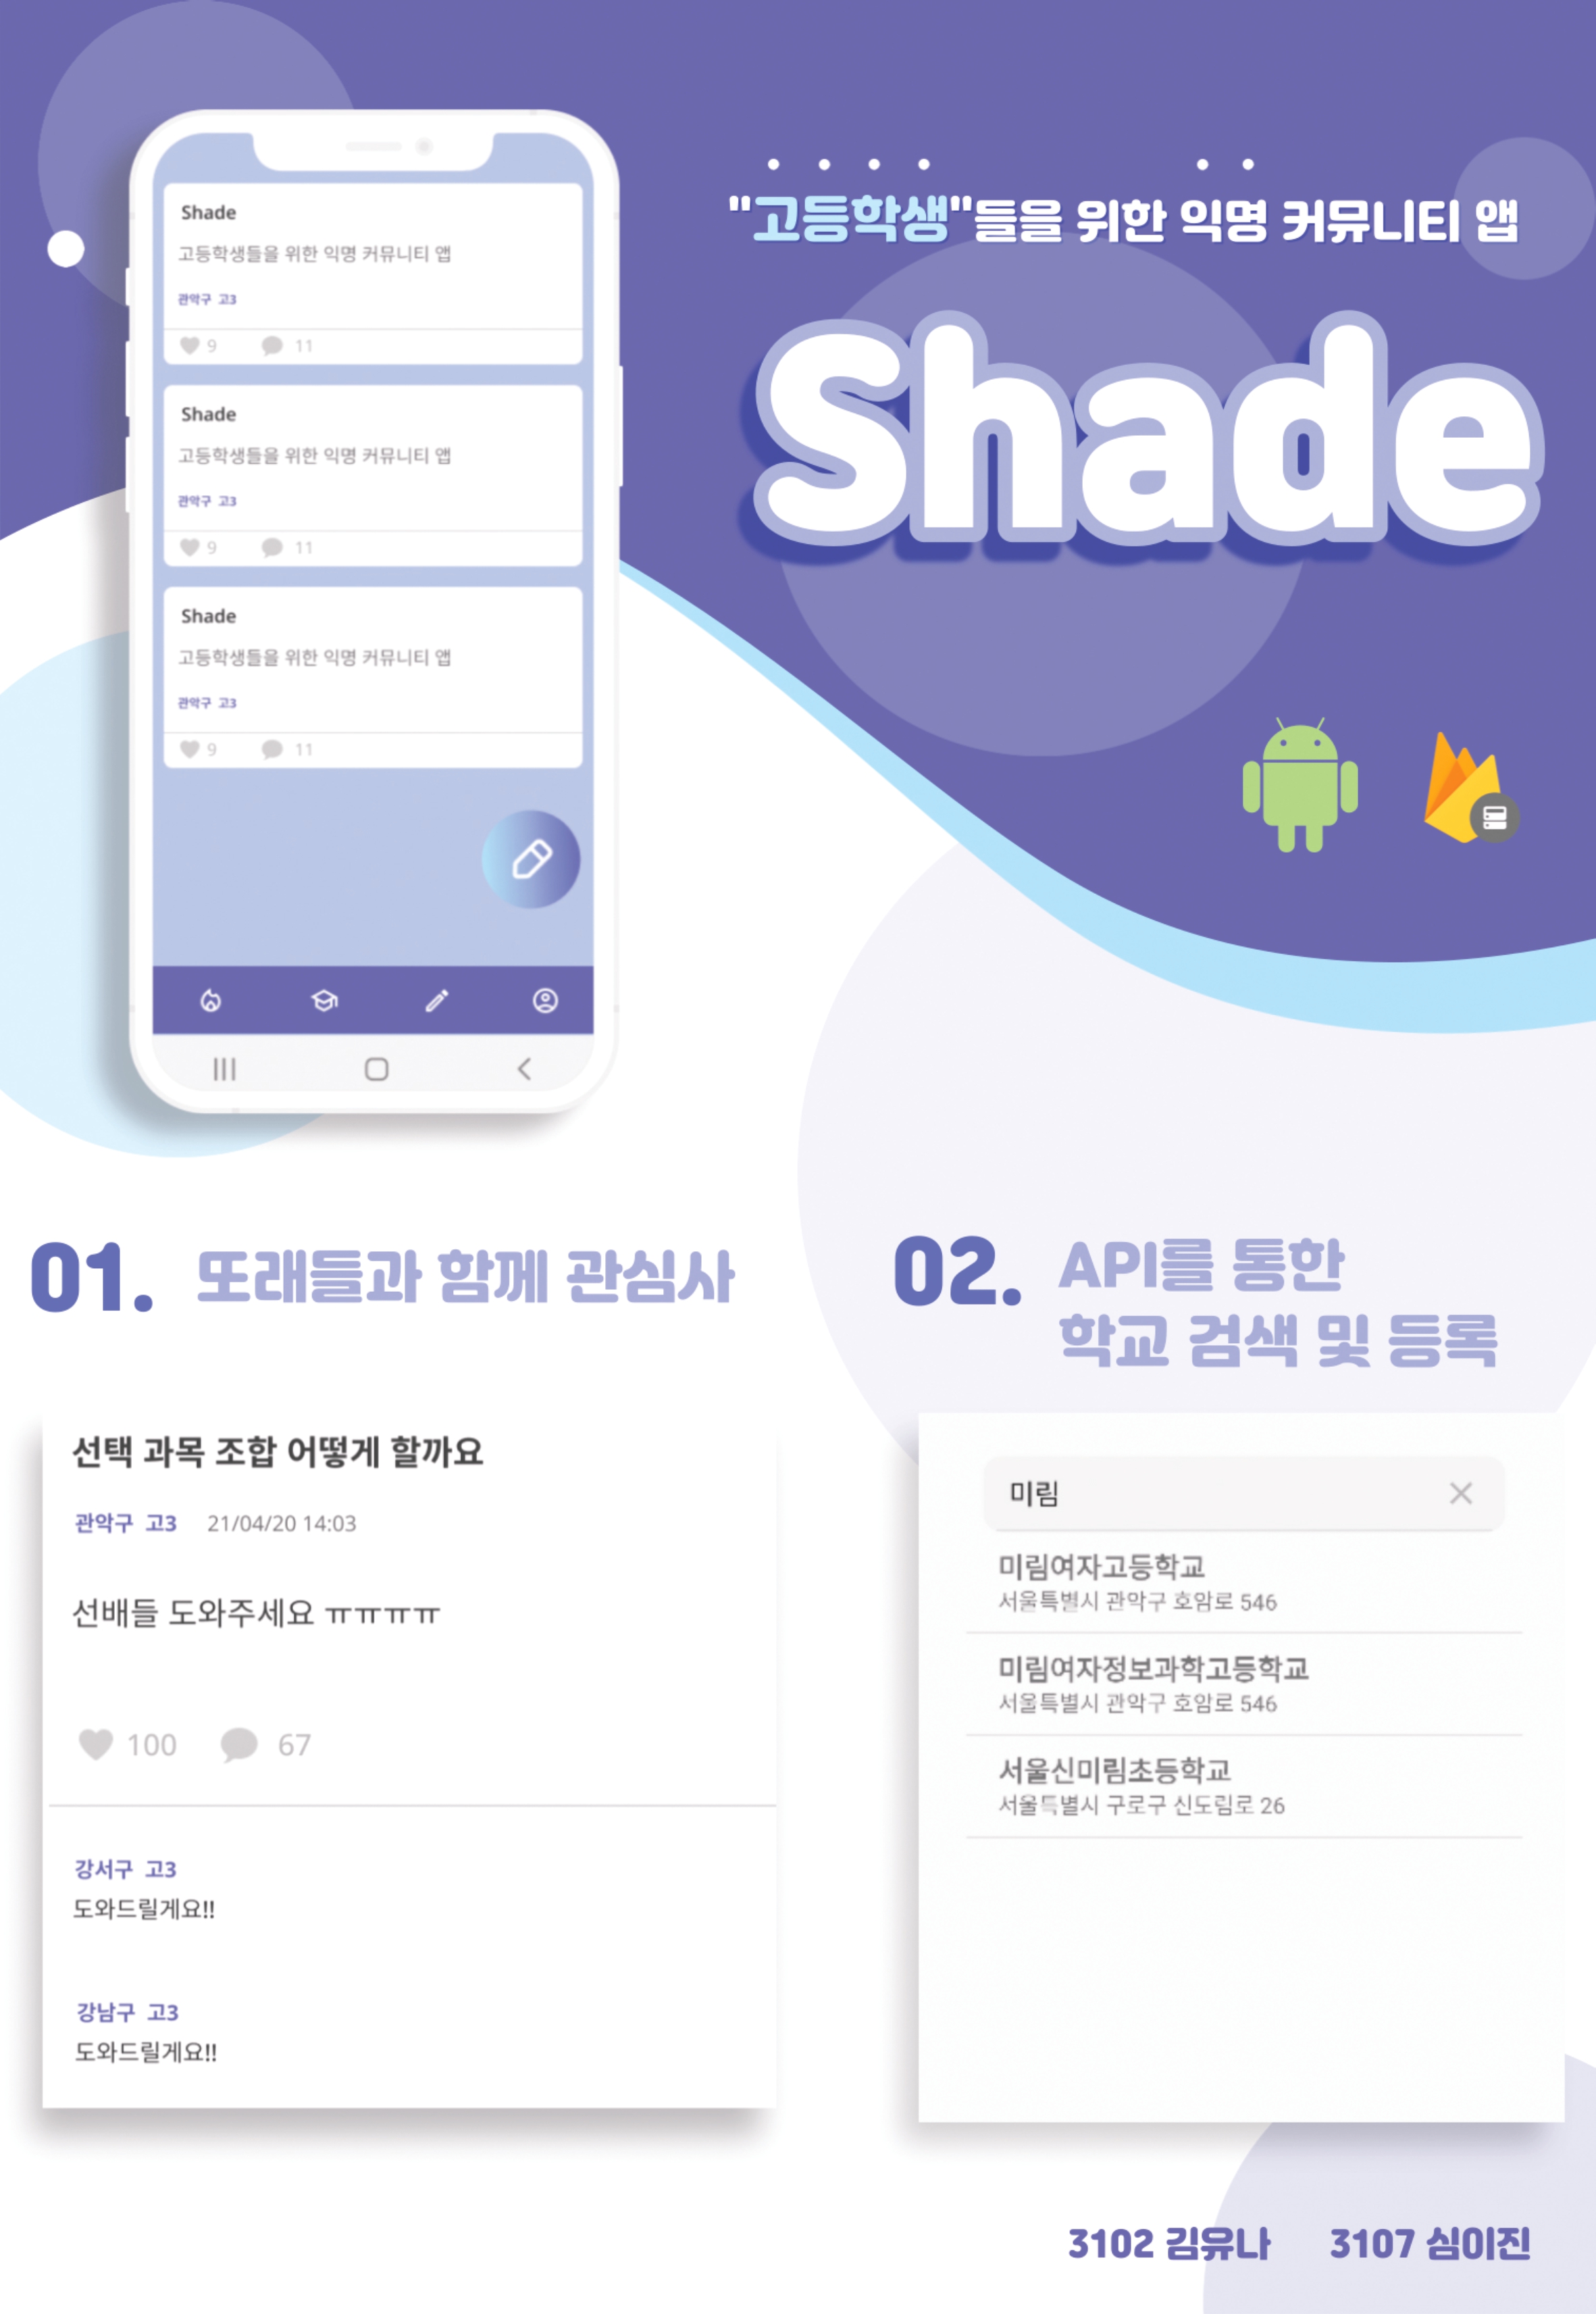 "고등학생"들을 위한 익명 커뮤니티 앱
Shade
Shade
고등학생들을 위한 익명 커뮤니티 앱
관악구 고3
9 11
Shade
고등학생들을 위한 익명 커뮤니티 앱
관악구 고3
9 11
Shade
고등학생들을 위한 익명 커뮤니티 앱
관악구 고3
9 11
01. 또래들과 함께 관심사
선택 과목 조합 어떻게 할까요
관악구 고3 21/04/20 14:03
선배들 도와주세요 ㅠㅠㅠㅠ
100 67
강서구 고3
도와드릴게요!!
강남구 고3
도와드릴게요!!
02. API를 통한
학교 검색 및 등록
미림
미림여자고등학교
서울특별시 관악구 호암로 546
미림여자정보과학고등학교
서울특별시 관악구 호암로 546
서울신미림초등학교
서울특별시 구로구 신도림로 26
3102 김유나 3107 심이진